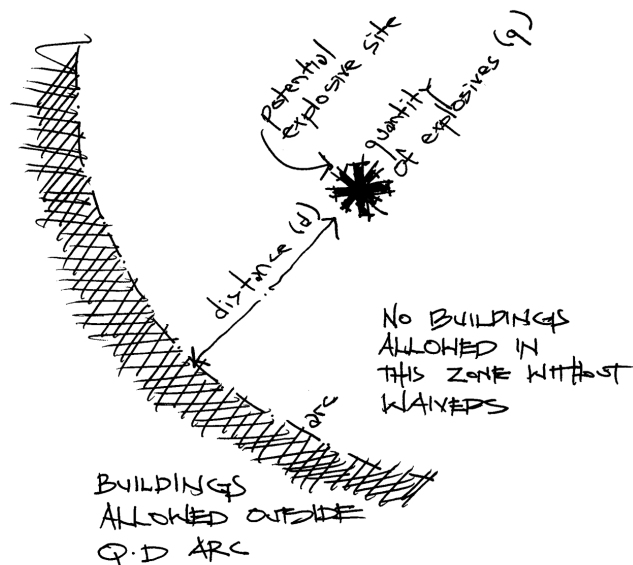 potential
explosive site
quantity
of explosives (q)
distance (d)
NO BUILDINGS
ALLOWED IN
THIS ZONE WITHOUT
WAIVERS
arc
BUILDINGS
ALLOWED OUTSIDE
Q.D ARC